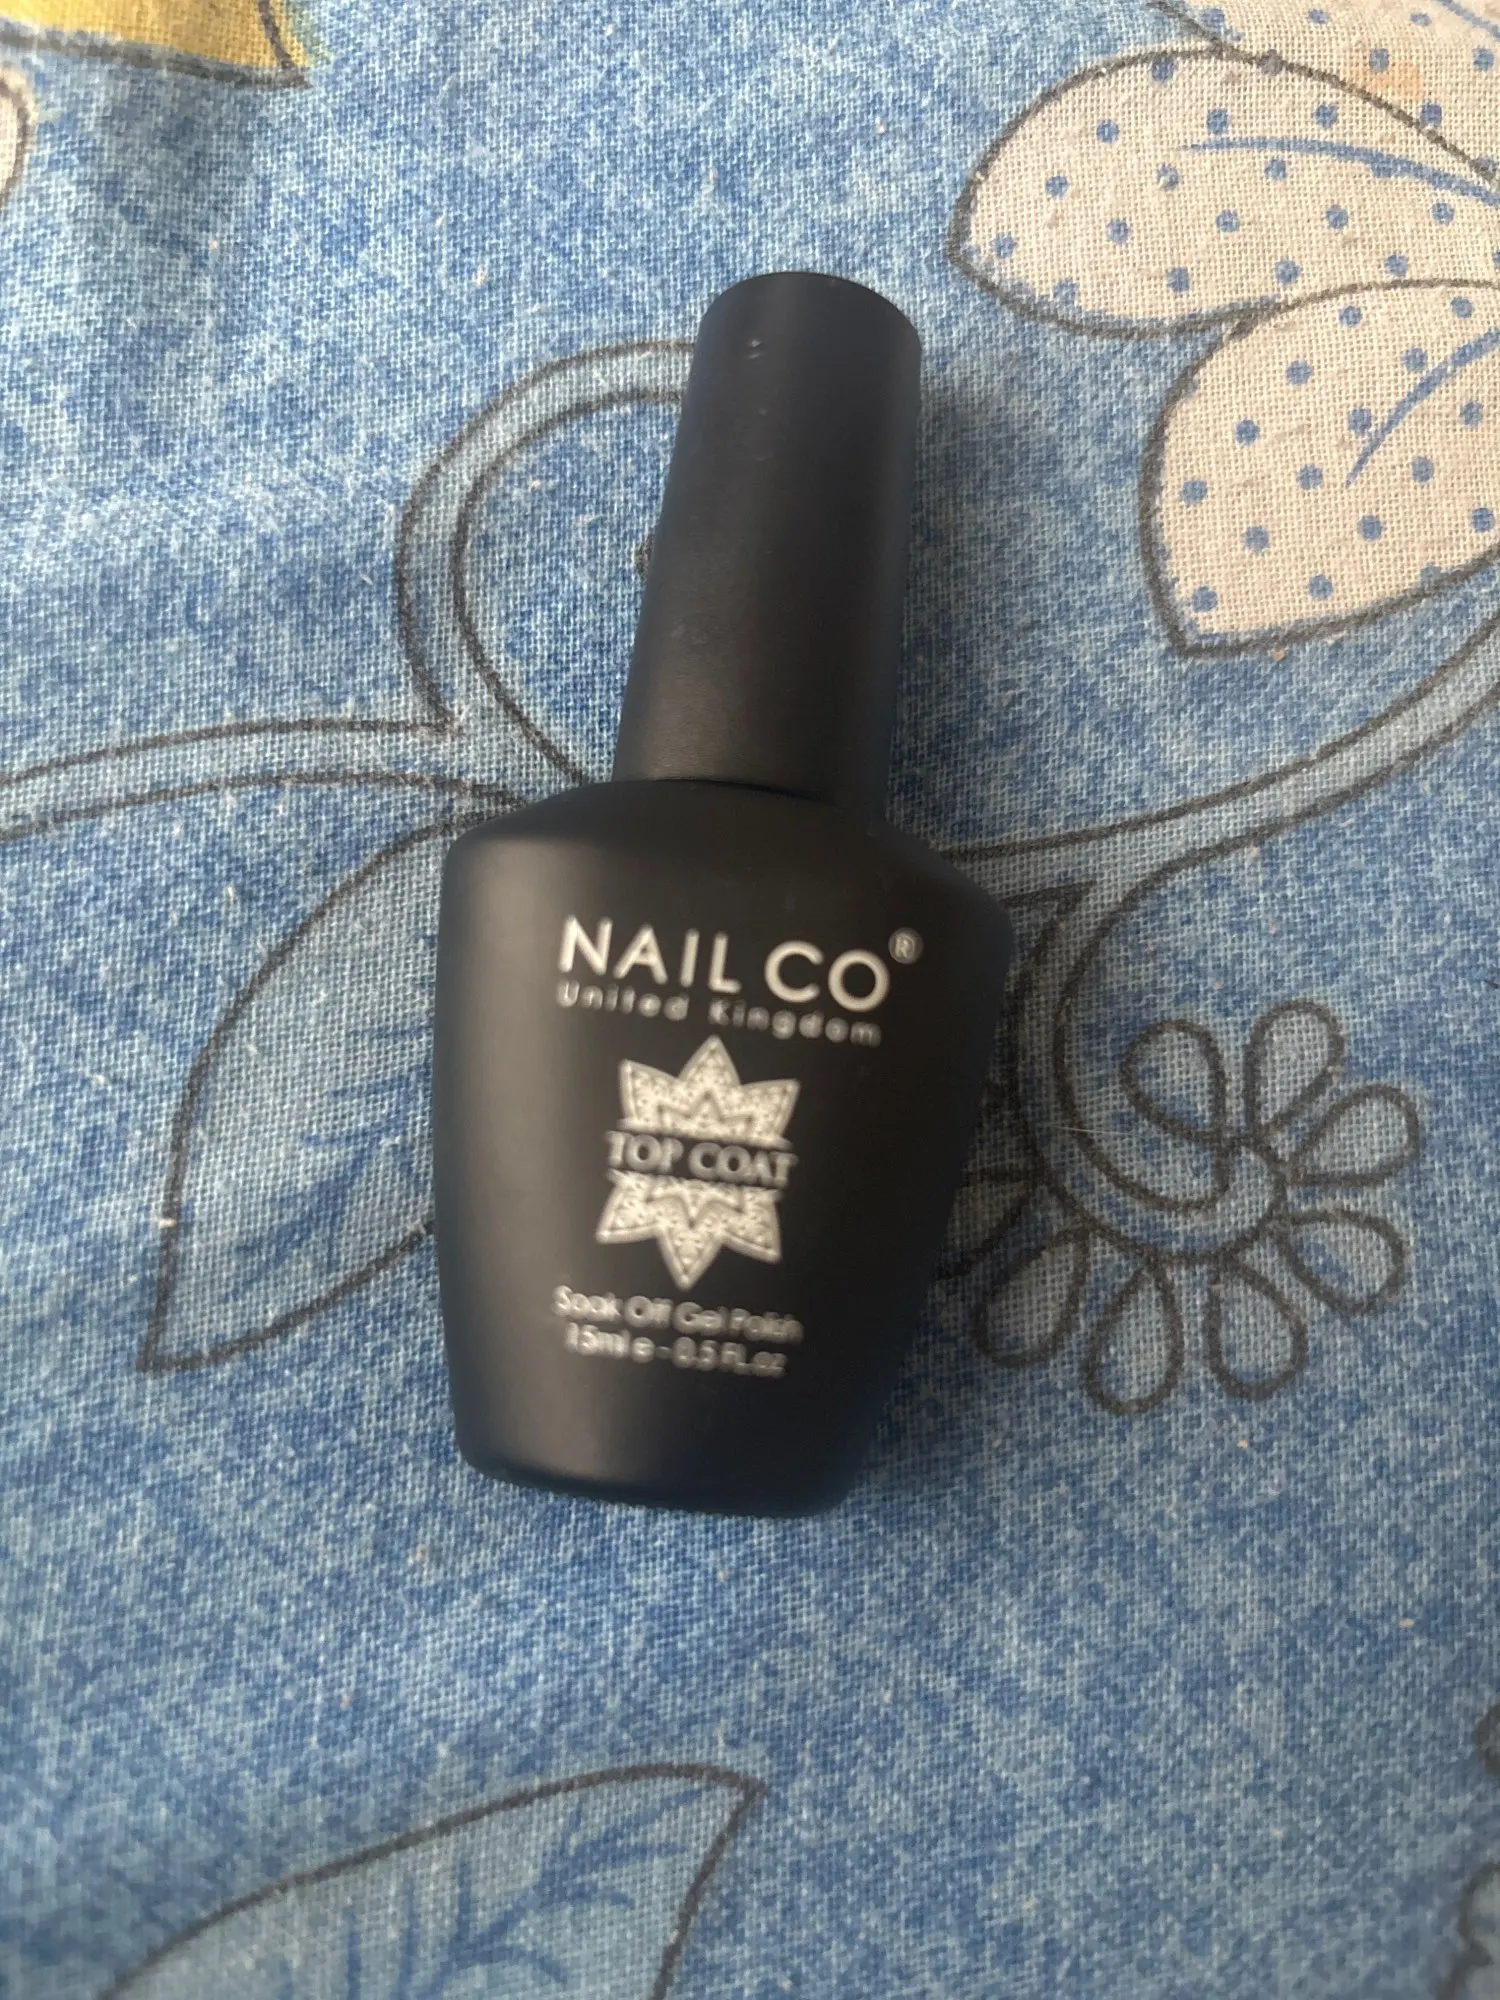 NAIL CO®
United Kingdom
TOP COAT
Soak Off Gel Polish
15ml e - 0.5 FL.oz